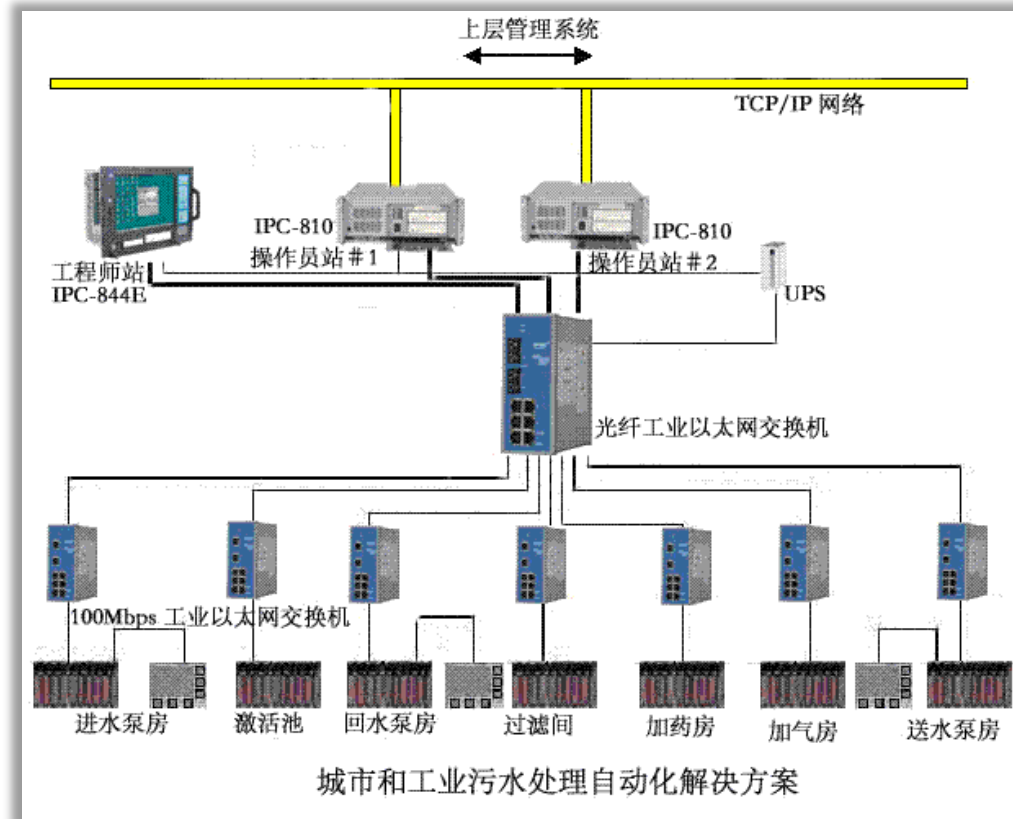 上层管理系统
TCP/IP 网络
IPC-810
操作员站＃1
IPC-810
操作员站＃2
工程师站
IPC-844E
UPS
光纤工业以太网交换机
100Mbps 工业以太网交换机
进水泵房
激活池
回水泵房
过滤间
加药房
加气房
送水泵房
城市和工业污水处理自动化解决方案